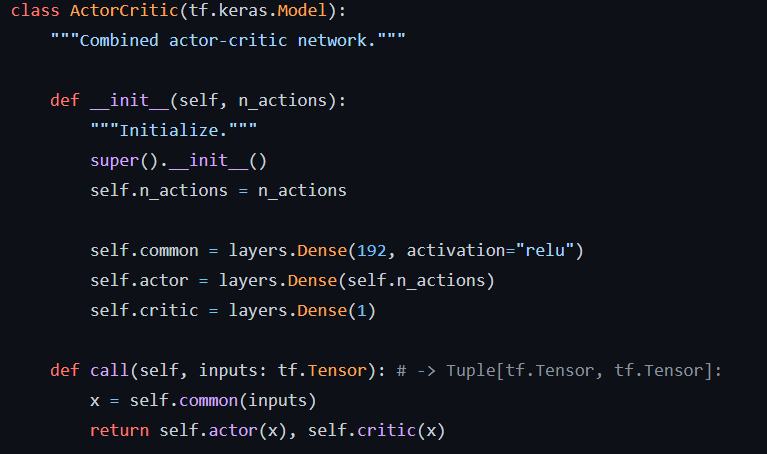 class ActorCritic(tf.keras.Model):
    """Combined actor-critic network."""
    def __init__(self, n_actions):
        """Initialize."""
        super().__init__()
        self.n_actions = n_actions
        self.common = layers.Dense(192, activation="relu")
        self.actor = layers.Dense(self.n_actions)
        self.critic = layers.Dense(1)
    def call(self, inputs: tf.Tensor): # -> Tuple[tf.Tensor, tf.Tensor]:
        x = self.common(inputs)
        return self.actor(x), self.critic(x)